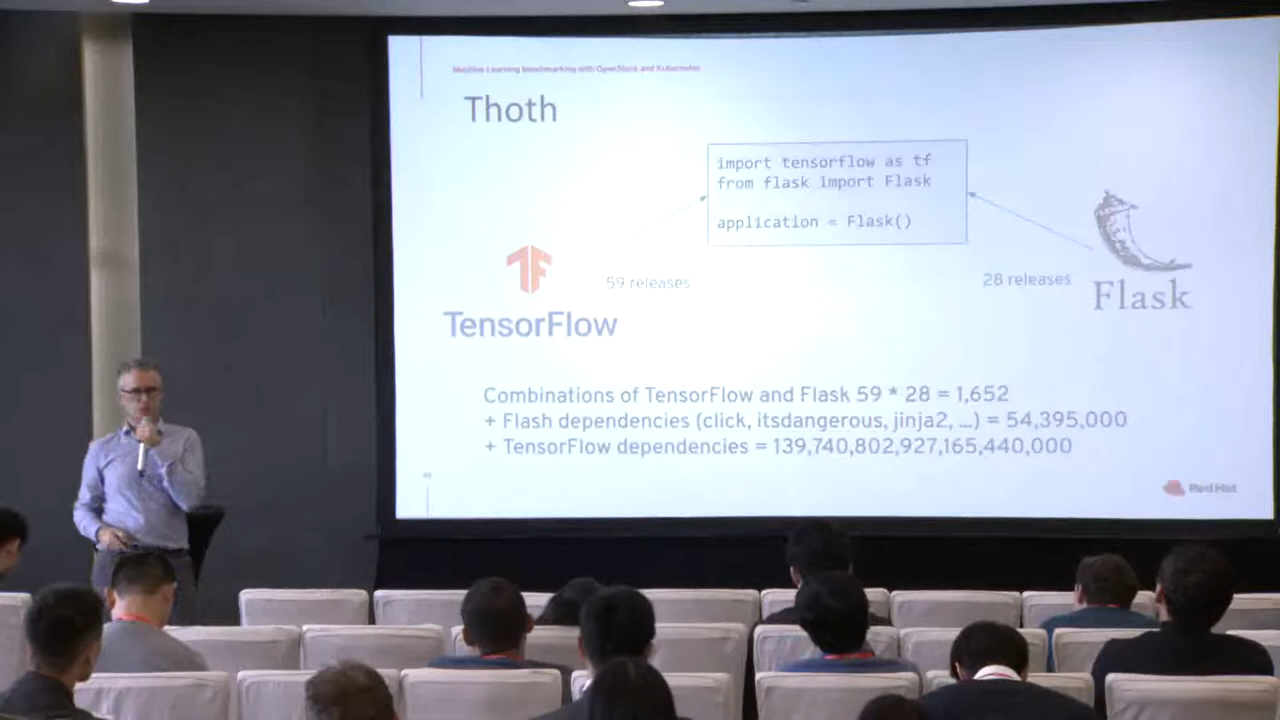 Machine Learning Benchmarking with OpenStack and Kubernetes
Thoth
import tensorflow as tf
from flask import Flask
application = Flask()
59 releases
28 releases
TensorFlow
Flask
Combinations of TensorFlow and Flask 59 * 28 = 1,652
+ Flash dependencies (click, itsdangerous, jinja2, ...) = 54,395,000
+ TensorFlow dependencies = 139,740,802,927,165,440,000
Red Hat